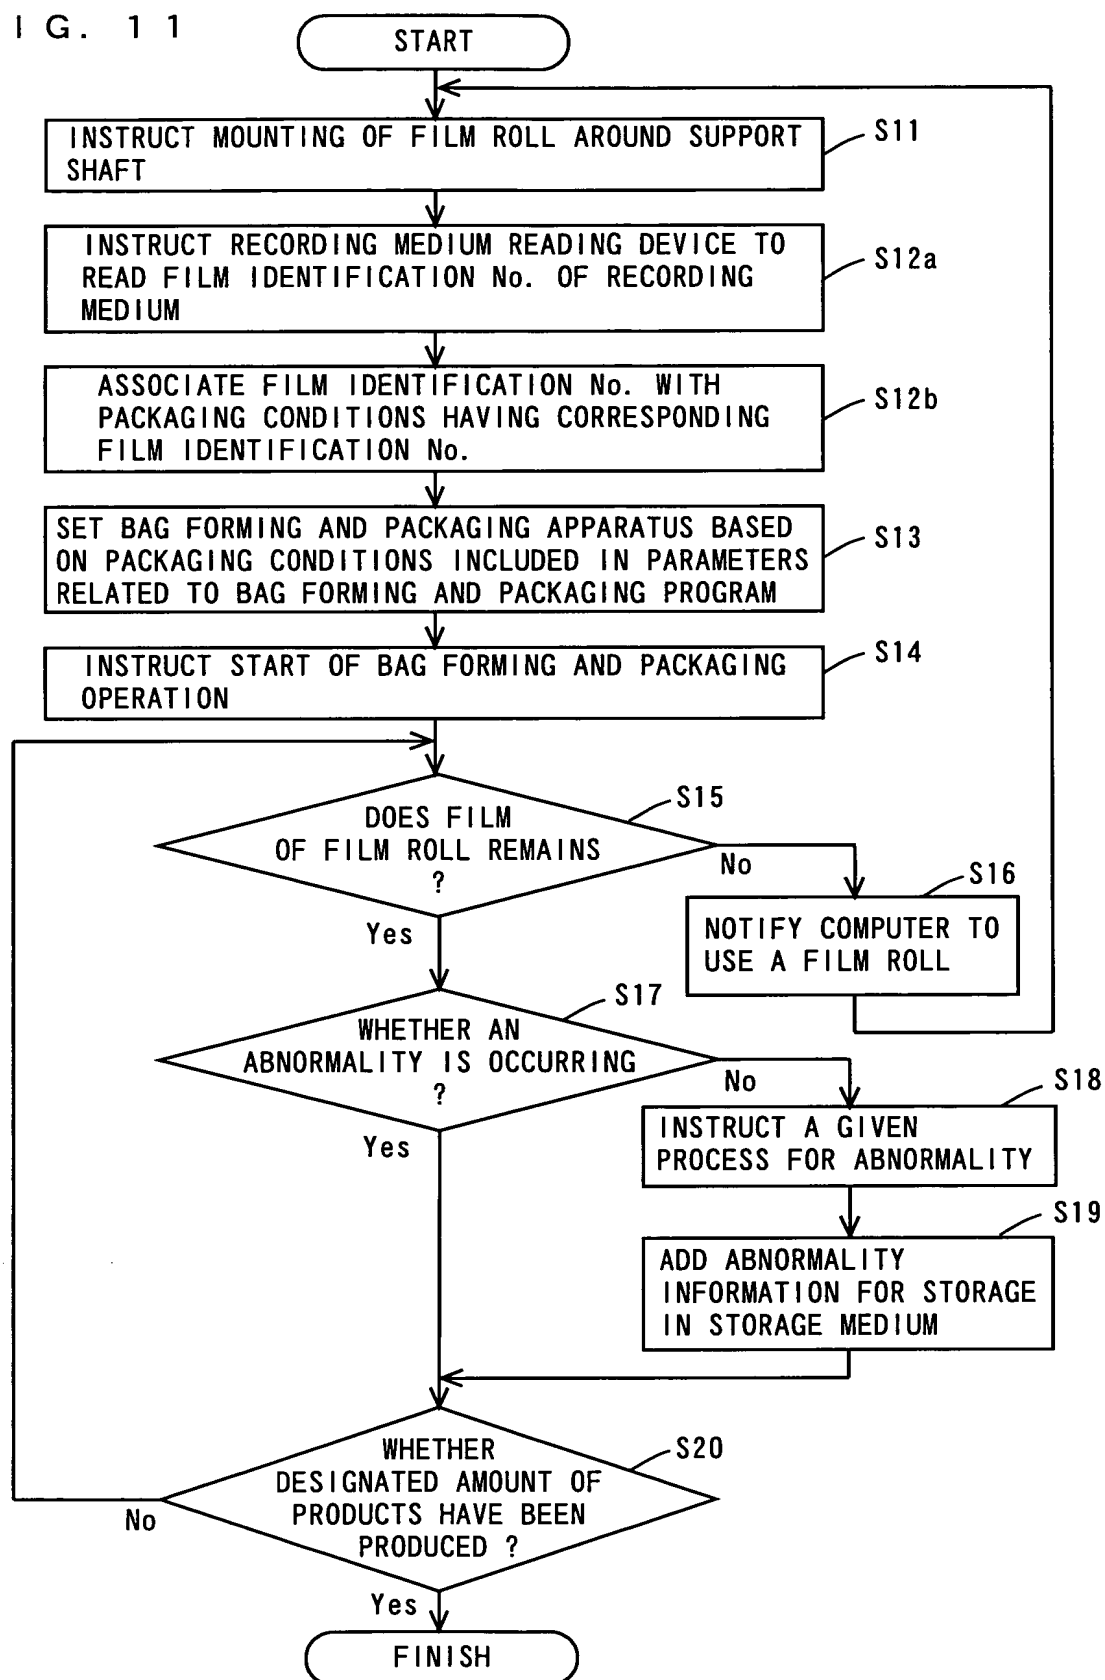 I G. 11
START
INSTRUCT MOUNTING OF FILM ROLL AROUND SUPPORT
SHAFT
S11
INSTRUCT RECORDING MEDIUM READING DEVICE TO
READ FILM IDENTIFICATION No. OF RECORDING
MEDIUM
S12a
ASSOCIATE FILM IDENTIFICATION No. WITH
PACKAGING CONDITIONS HAVING CORRESPONDING
FILM IDENTIFICATION No.
S12b
SET BAG FORMING AND PACKAGING APPARATUS BASED
ON PACKAGING CONDITIONS INCLUDED IN PARAMETERS
RELATED TO BAG FORMING AND PACKAGING PROGRAM
S13
INSTRUCT START OF BAG FORMING AND PACKAGING
OPERATION
S14
DOES FILM
OF FILM ROLL REMAINS
?
S15
No
Yes
S16
NOTIFY COMPUTER TO
USE A FILM ROLL
WHETHER AN
ABNORMALITY IS OCCURRING
?
S17
No
Yes
S18
INSTRUCT A GIVEN
PROCESS FOR ABNORMALITY
S19
ADD ABNORMALITY
INFORMATION FOR STORAGE
IN STORAGE MEDIUM
WHETHER
DESIGNATED AMOUNT OF
PRODUCTS HAVE BEEN
PRODUCED ?
S20
No
Yes
FINISH